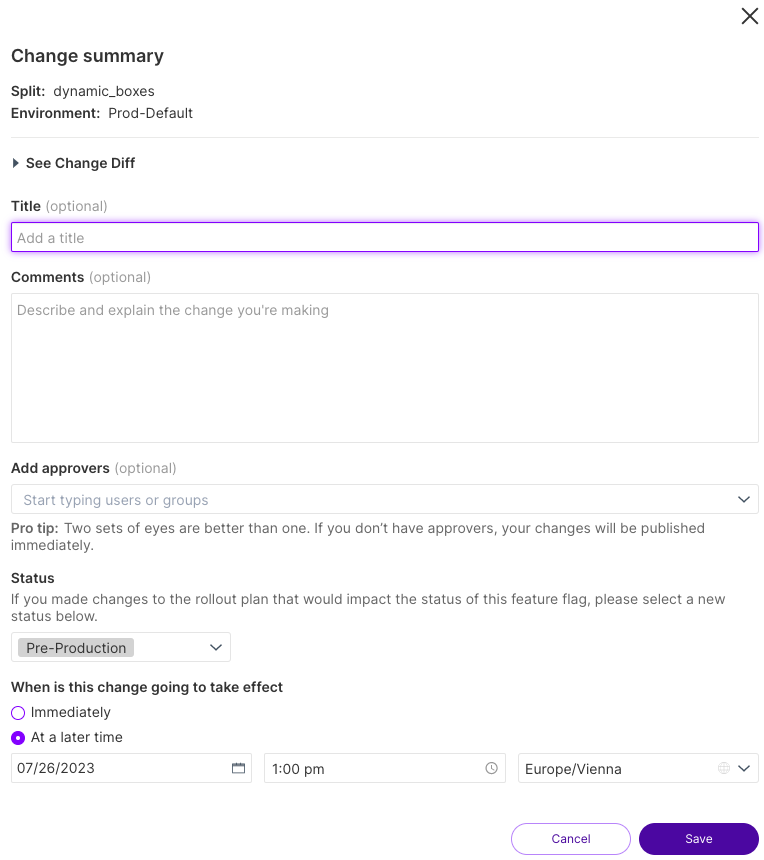 Change summary
Split: dynamic_boxes
Environment: Prod-Default
See Change Diff
Title (optional)
Add a title
Comments (optional)
Describe and explain the change you're making
Add approvers (optional)
Start typing users or groups
Pro tip: Two sets of eyes are better than one. If you don’t have approvers, your changes will be published
immediately.
Status
If you made changes to the rollout plan that would impact the status of this feature flag, please select a new
status below.
Pre-Production
When is this change going to take effect
Immediately
At a later time
07/26/2023 1:00 pm Europe/Vienna
Cancel Save